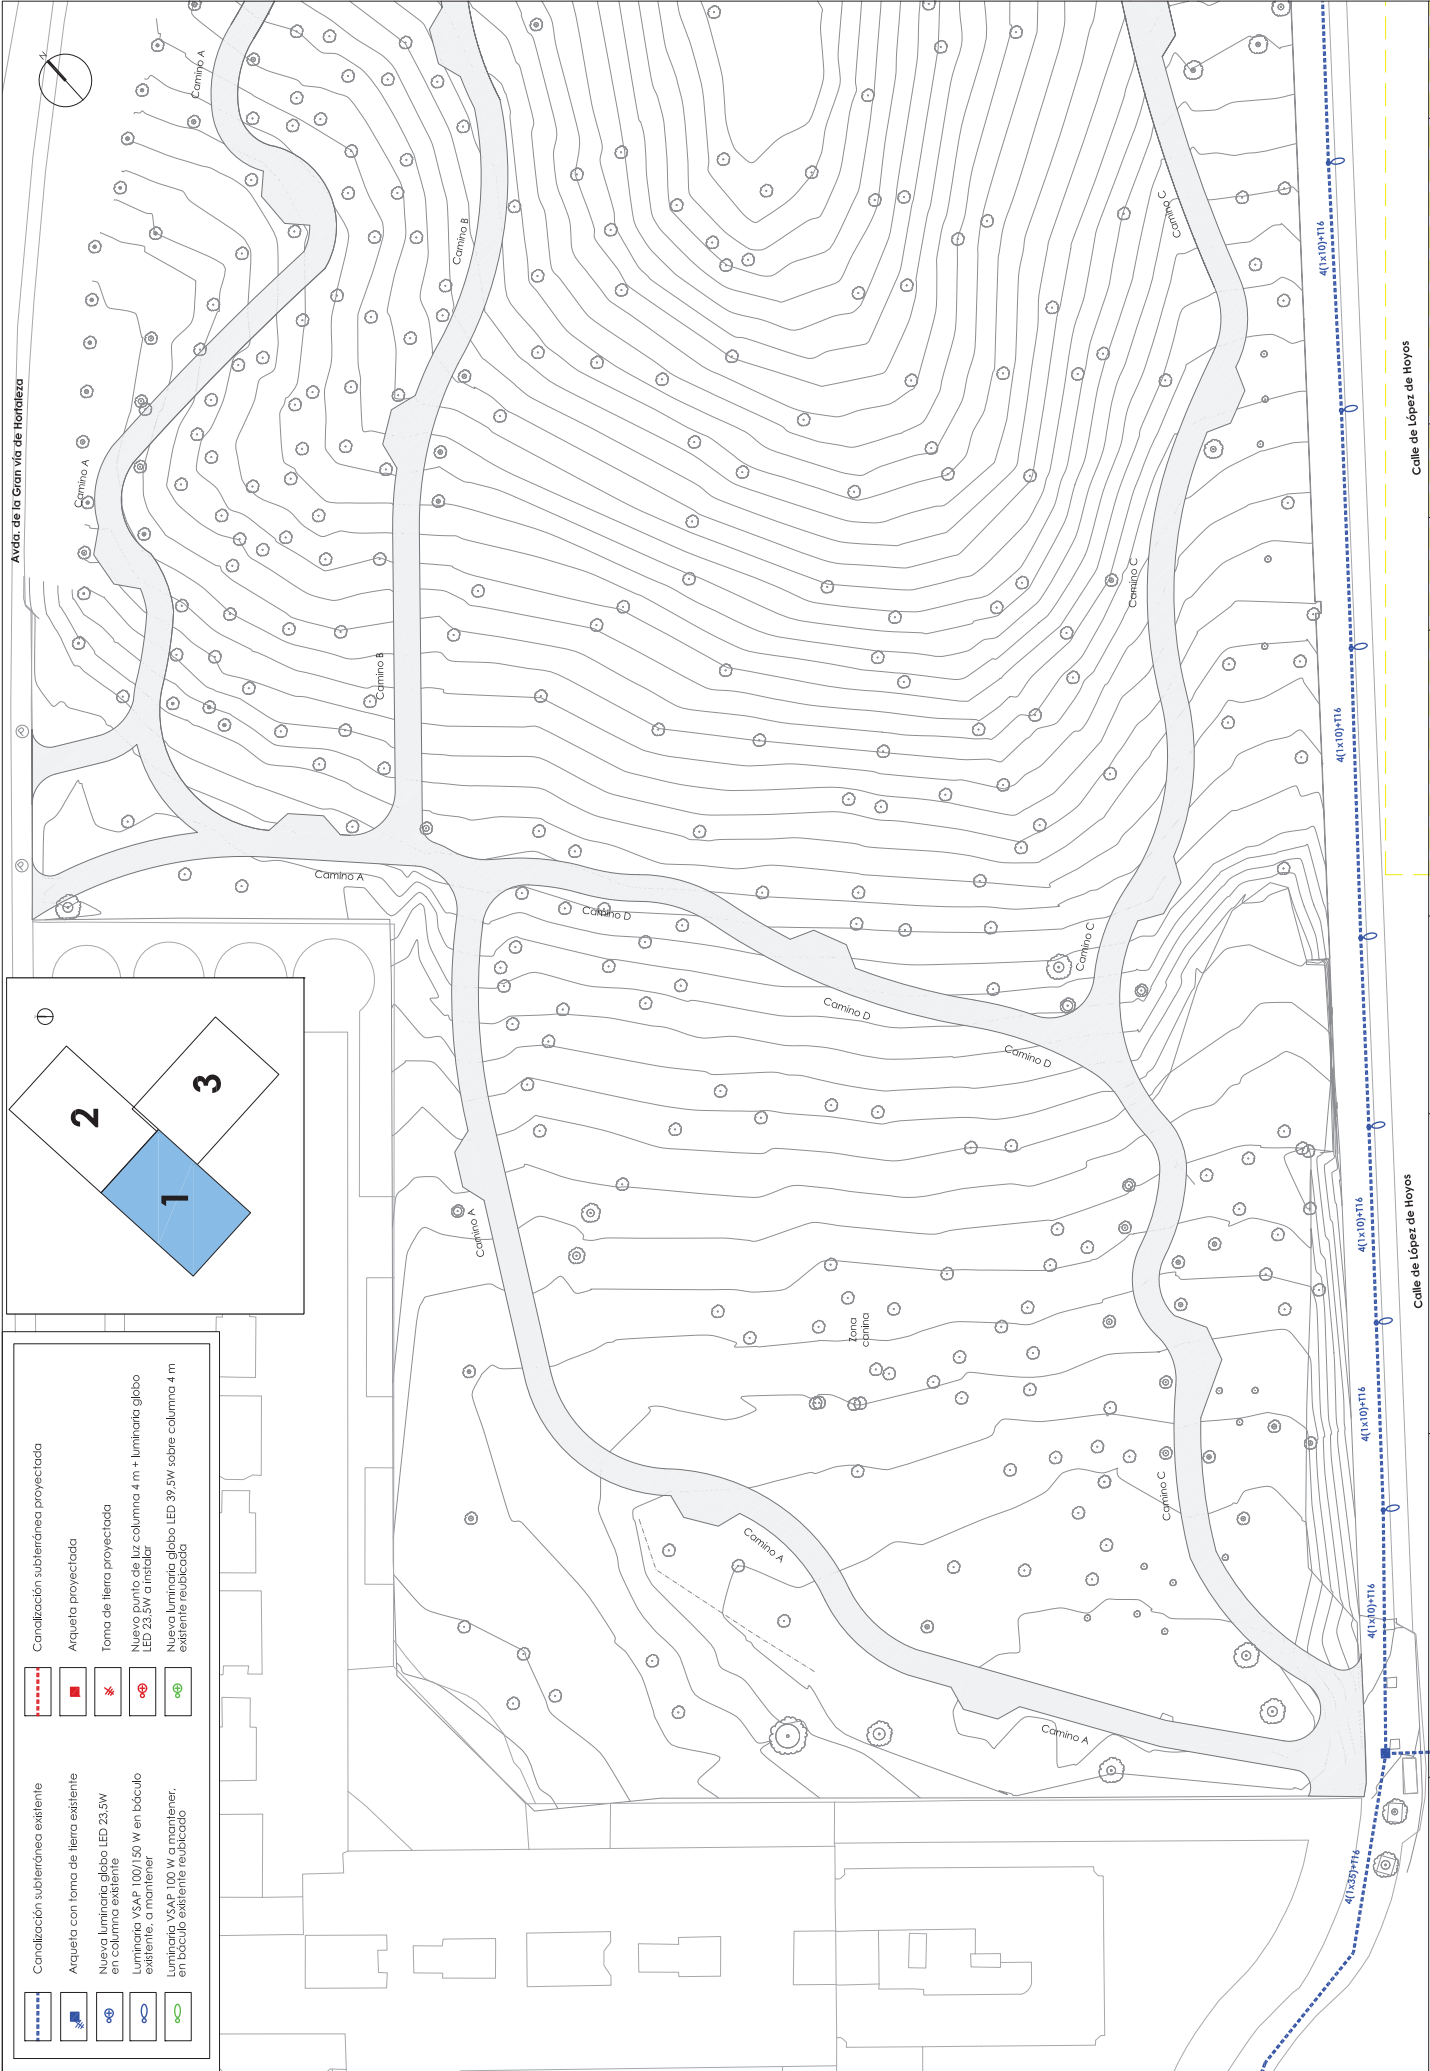 Avda. de la Gran vía de Hortaleza
N
Camino A
Camino A
Camino B
Camino B
Camino C
Camino C
Camino A
Camino D
Camino C
Camino D
Camino D
Camino A
Zona
canina
Camino A
Camino C
Camino A
4(1x10)+T16
4(1x10)+T16
4(1x10)+T16
4(1x10)+T16
4(1x10)+T16
4(1x35)+T16
Calle de López de Hoyos
Calle de López de Hoyos
1
2
3
Canalización subterránea existente
Arqueta con toma de tierra existente
Nueva luminaria globo LED 23,5W
en columna existente
Luminaria VSAP 100/150 W en báculo
existente, a mantener
Luminaria VSAP 100 W a mantener,
en báculo existente reubicado
Canalización subterránea proyectada
Arqueta proyectada
Toma de tierra proyectada
Nuevo punto de luz columna 4 m + luminaria globo
LED 23,5W a instalar
Nueva luminaria globo LED 39,5W sobre columna 4 m
existente reubicada